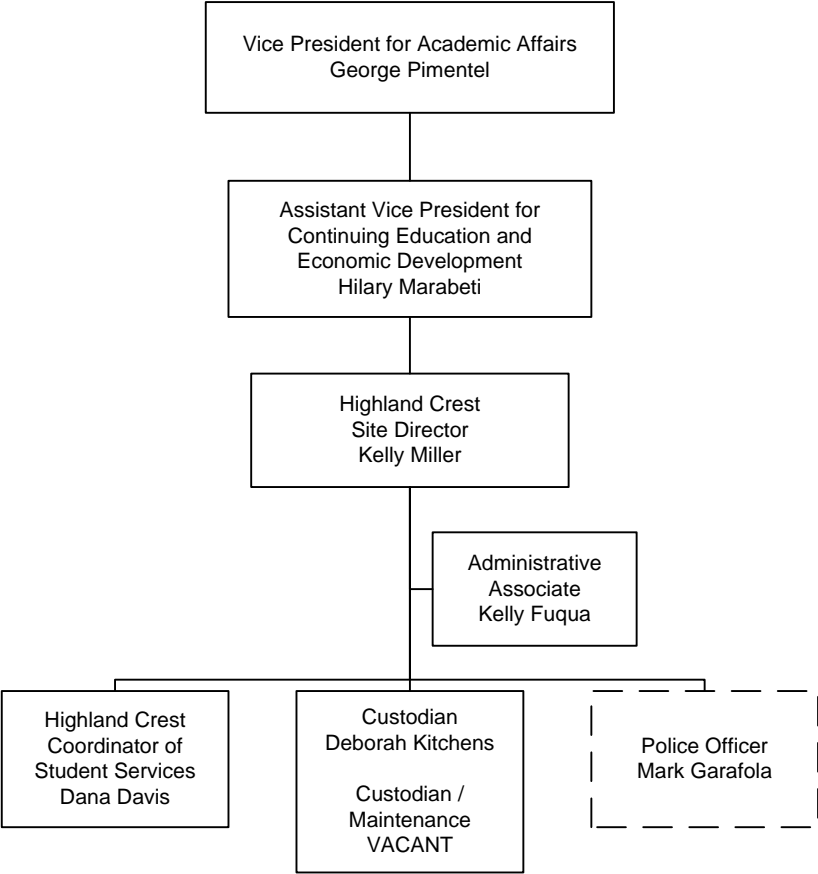 Vice President for Academic Affairs
George Pimentel
Assistant Vice President for
Continuing Education and
Economic Development
Hilary Marabeti
Highland Crest
Site Director
Kelly Miller
Administrative
Associate
Kelly Fuqua
Highland Crest
Coordinator of
Student Services
Dana Davis
Custodian
Deborah Kitchens
Custodian /
Maintenance
VACANT
Police Officer
Mark Garafola